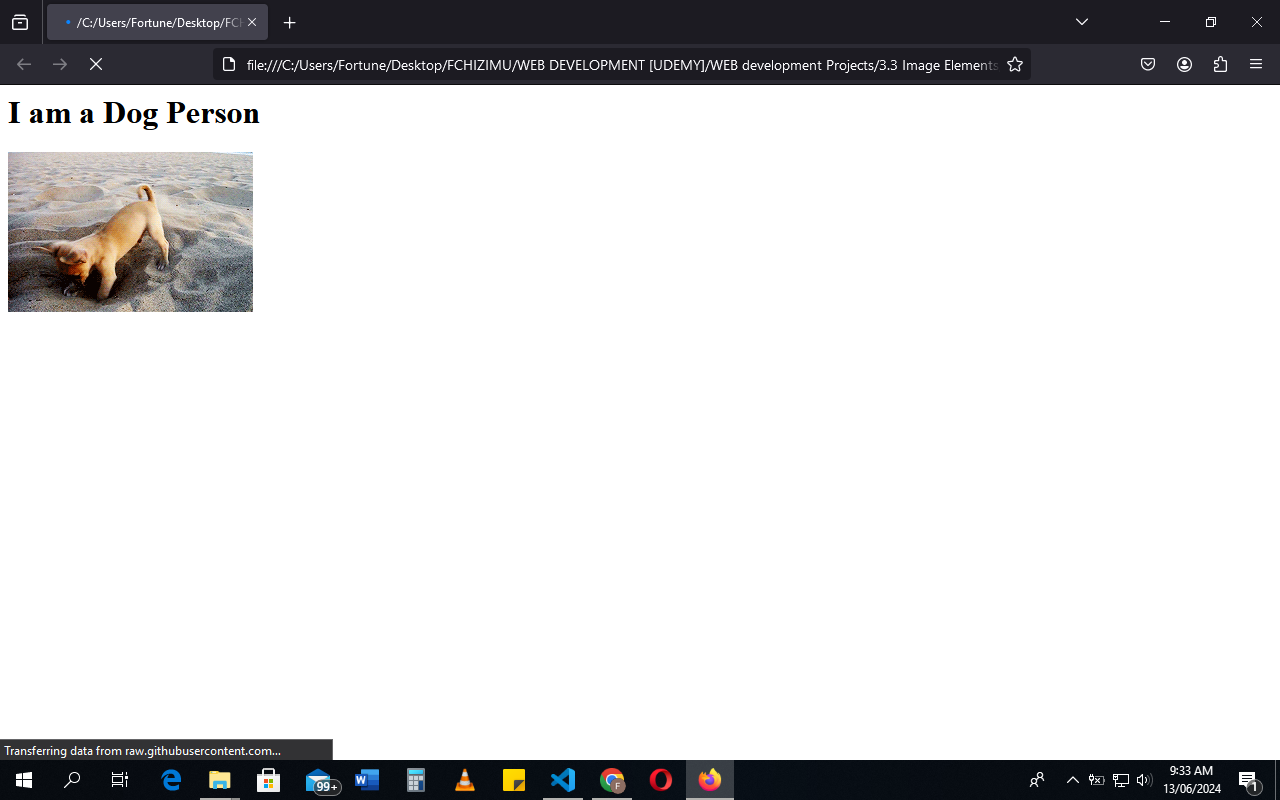 /C:/Users/Fortune/Desktop/FC
file:///C:/Users/Fortune/Desktop/FCHIZIMU/WEB DEVELOPMENT [UDEMY]/WEB development Projects/3.3 Image Elements
I am a Dog Person
Transferring data from raw.githubusercontent.com...
99+
F
9:33 AM
13/06/2024
1